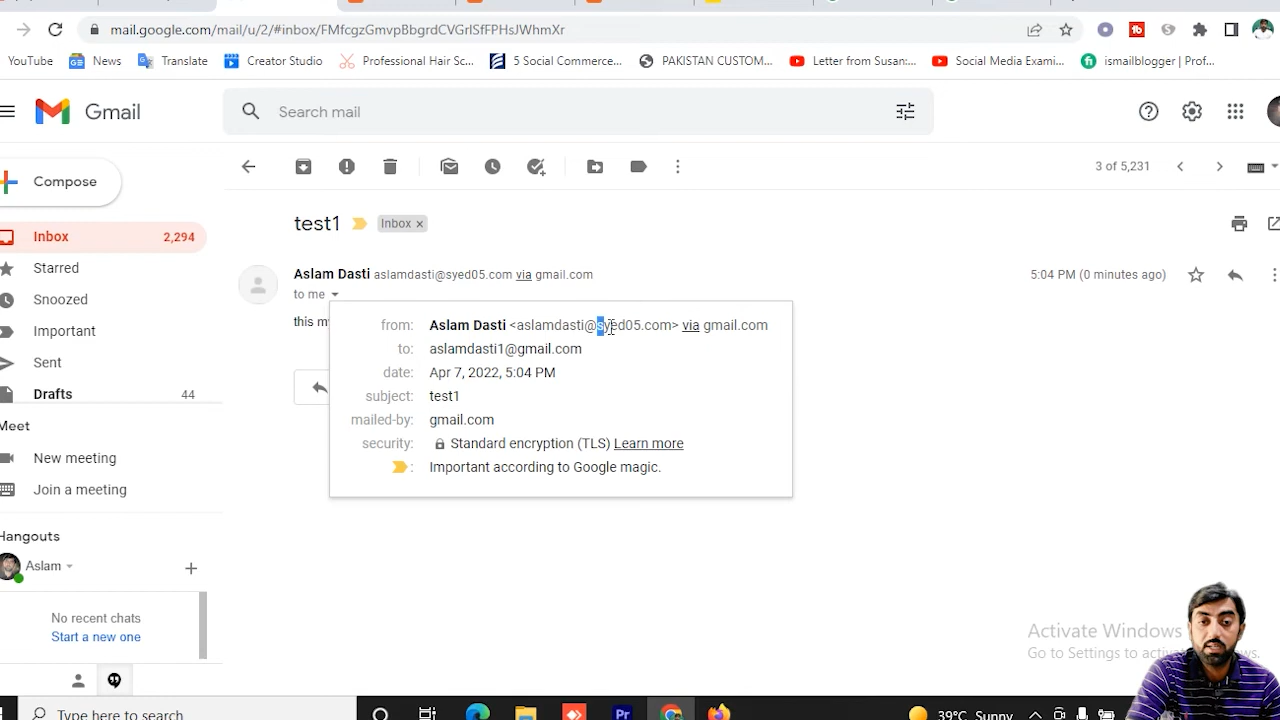 mail.google.com/mail/u/2/#inbox/FMfcgzGmvpBbgrdCVGrlSfFPHsJWhmXr
YouTube
News
Translate
Creator Studio
Professional Hair Sc...
5 Social Commerce...
PAKISTAN CUSTOM...
Letter from Susan:...
Social Media Exami...
ismailblogger | Prof...
Gmail
Search mail
Compose
3 of 5,231
Inbox 2,294
Starred
Snoozed
Important
Sent
Drafts 44
Meet
New meeting
Join a meeting
Hangouts
Aslam
No recent chats
Start a new one
test1 Inbox ×
Aslam Dasti aslamdasti@syed05.com via gmail.com
5:04 PM (0 minutes ago)
to me
this my
from: Aslam Dasti <aslamdasti@syed05.com> via gmail.com
to: aslamdasti1@gmail.com
date: Apr 7, 2022, 5:04 PM
subject: test1
mailed-by: gmail.com
security: Standard encryption (TLS) Learn more
: Important according to Google magic.
Activate Windows
Go to Settings to
Type here to search
Pr
39°C Sunny